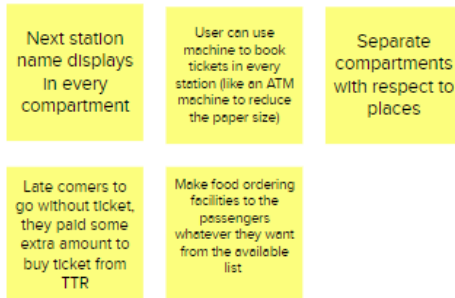 Next station
name displays
in every
compartment
User can use
machine to book
tickets in every
station (like an ATM
machine to reduce
the paper size)
Separate
compartments
with respect to
places
Late comers to
go without ticket,
they paid some
extra amount to
buy ticket from
TTR
Make food ordering
facilities to the
passengers
whatever they want
from the available
list